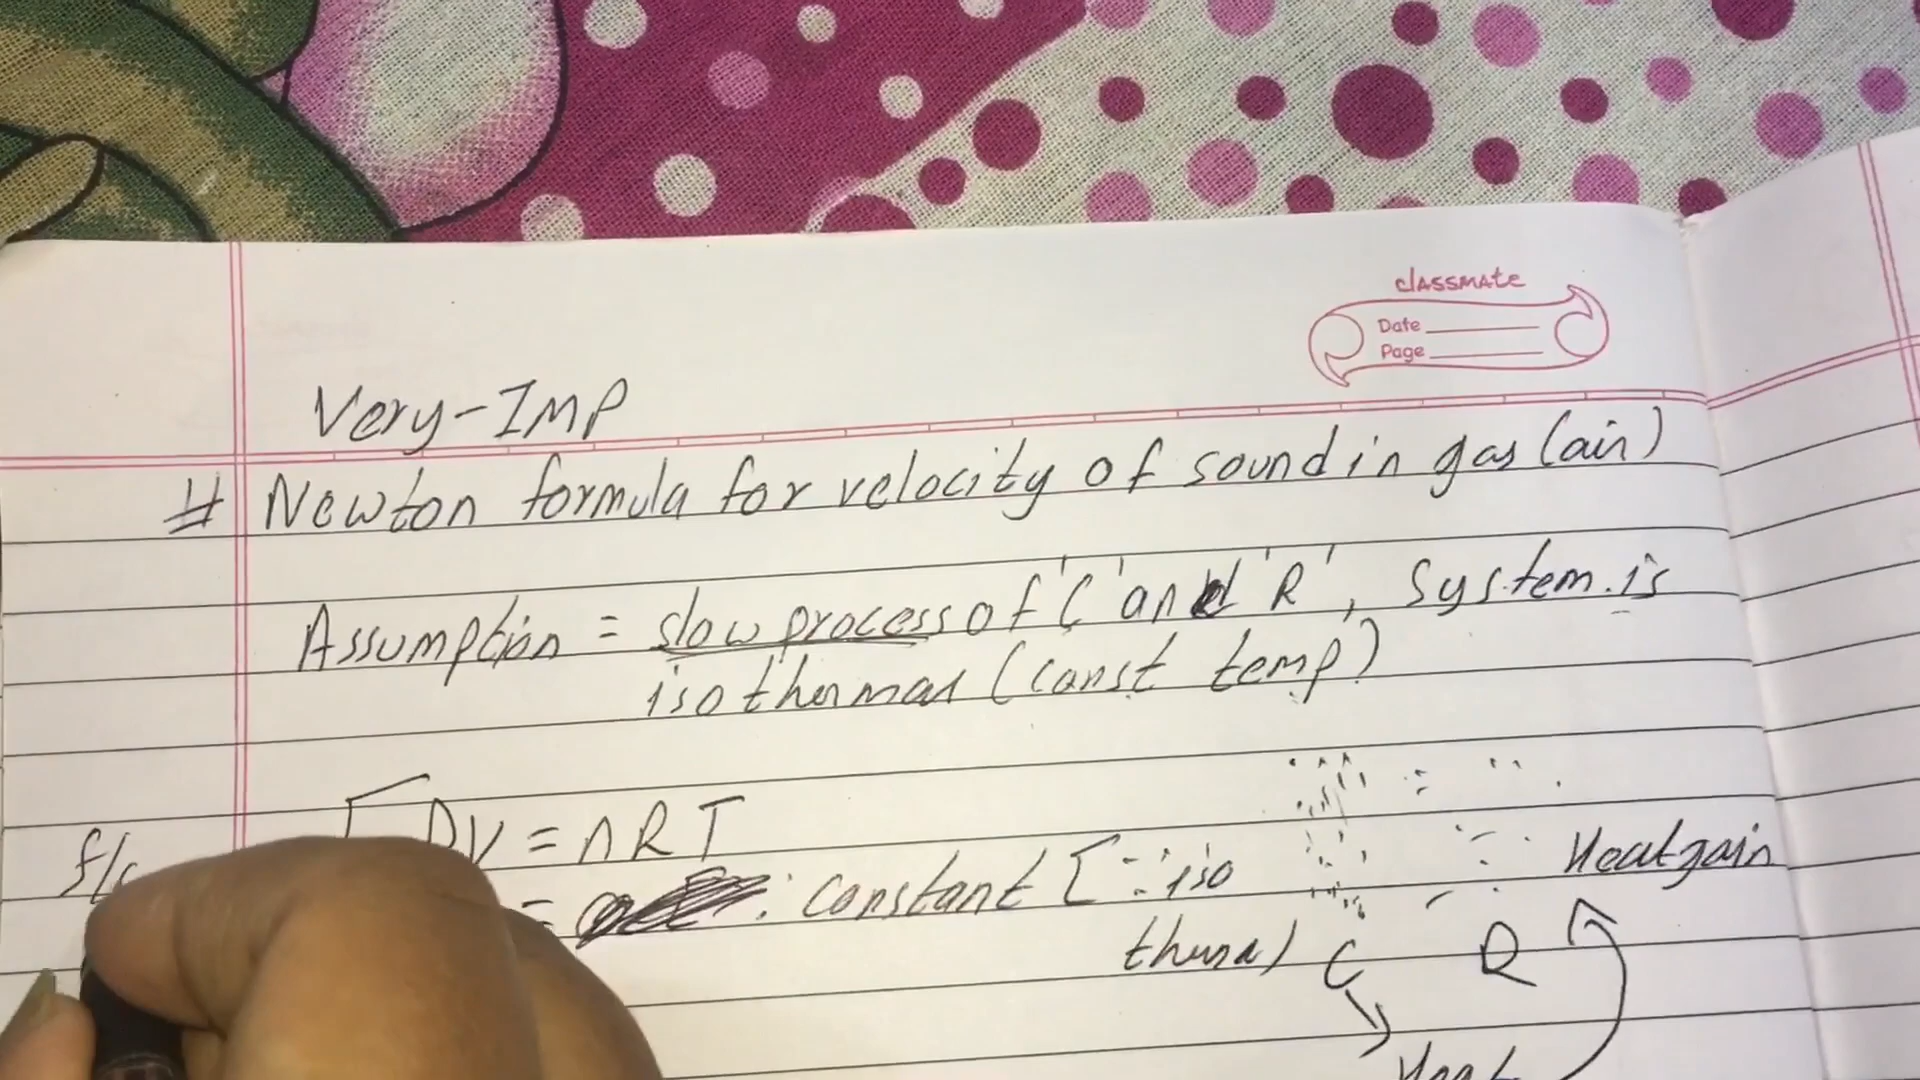 classmate
Date
Page
Very-IMP
# Newton formula for velocity of sound in gas (air)
Assumption = slow process of 'C' and 'R', System is
isothermal (const temp)
PV = nRT
= : constant [∵ iso
thermal
C R
Heat gain
Heat